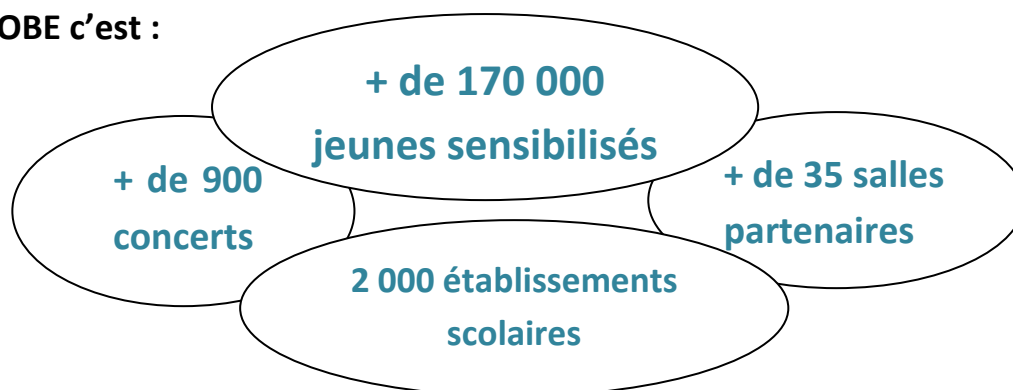 OBE c’est :
+ de 170 000
jeunes sensibilisés
+ de 900
concerts
+ de 35 salles
partenaires
2 000 établissements
scolaires